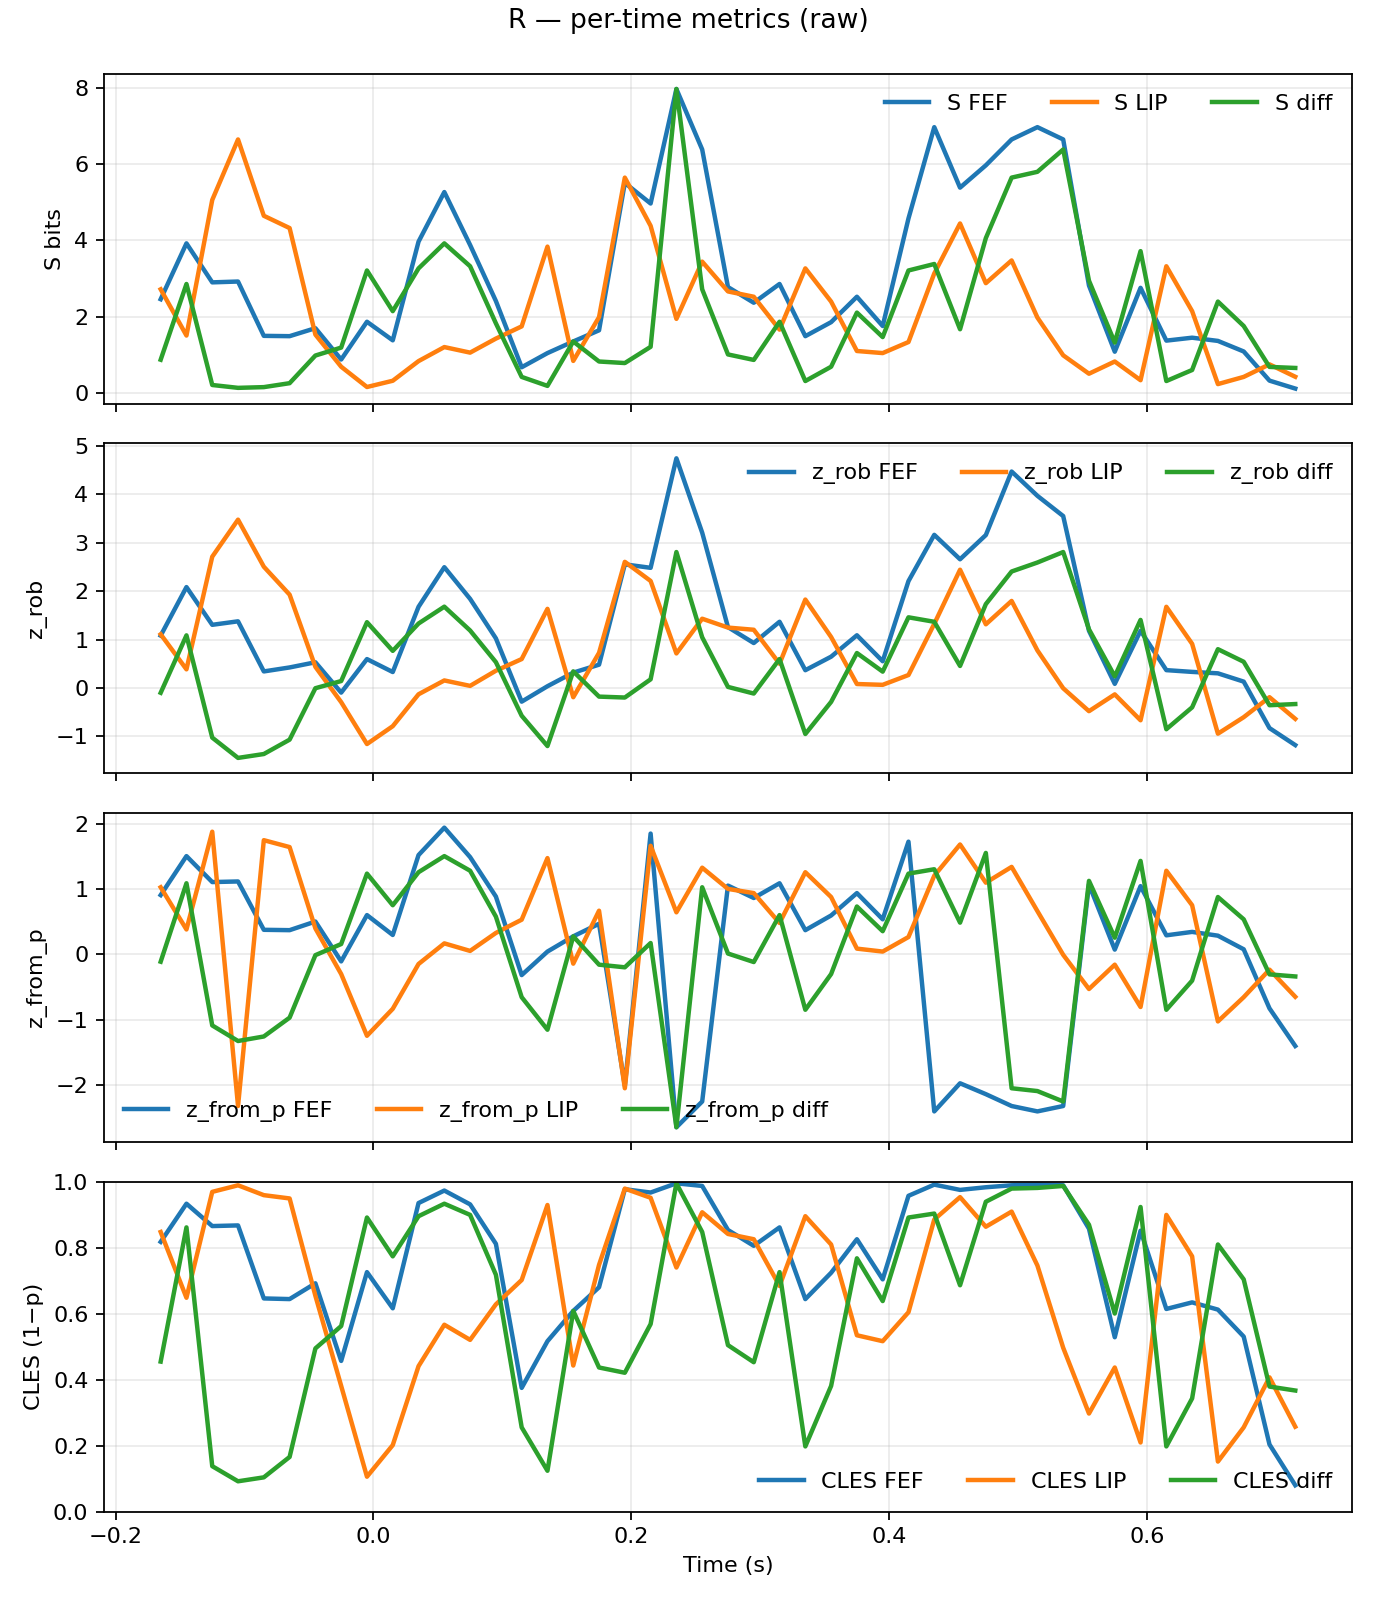 R — per-time metrics (raw)
S FEF S LIP S diff
8
6
4
2
0
S bits
z_rob FEF z_rob LIP z_rob diff
5
4
3
2
1
0
−1
z_rob
2
1
0
−1
−2
z_from_p
z_from_p FEF z_from_p LIP z_from_p diff
1.0
0.8
0.6
0.4
0.2
0.0
CLES (1−p)
CLES FEF CLES LIP CLES diff
−0.2 0.0 0.2 0.4 0.6
Time (s)